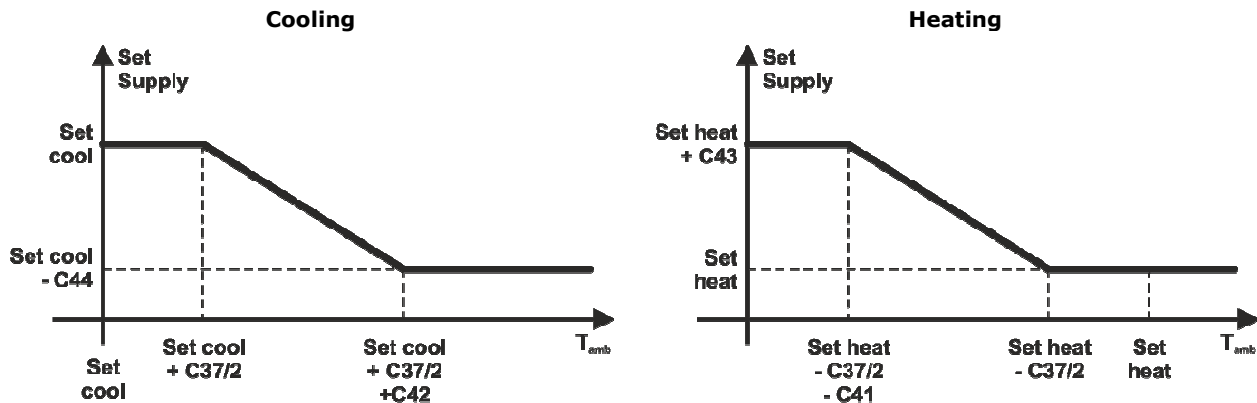 Cooling
Set
Supply
Set
cool
Set cool
- C44
Set
cool
Set cool
+ C37/2
Set cool
+ C37/2
+C42
Tamb
Heating
Set
Supply
Set heat
+ C43
Set
heat
Set heat
- C37/2
- C41
Set heat
- C37/2
Set
heat
Tamb